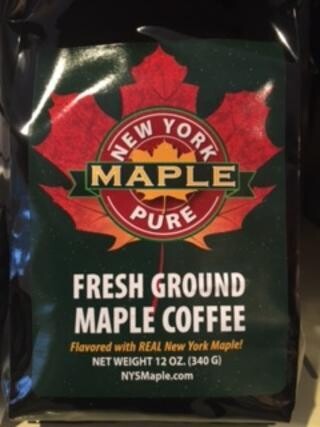 NEW YORK
MAPLE
PURE
FRESH GROUND
MAPLE COFFEE
Flavored with REAL New York Maple!
NET WEIGHT 12 OZ. (340 G)
NYSMaple.com